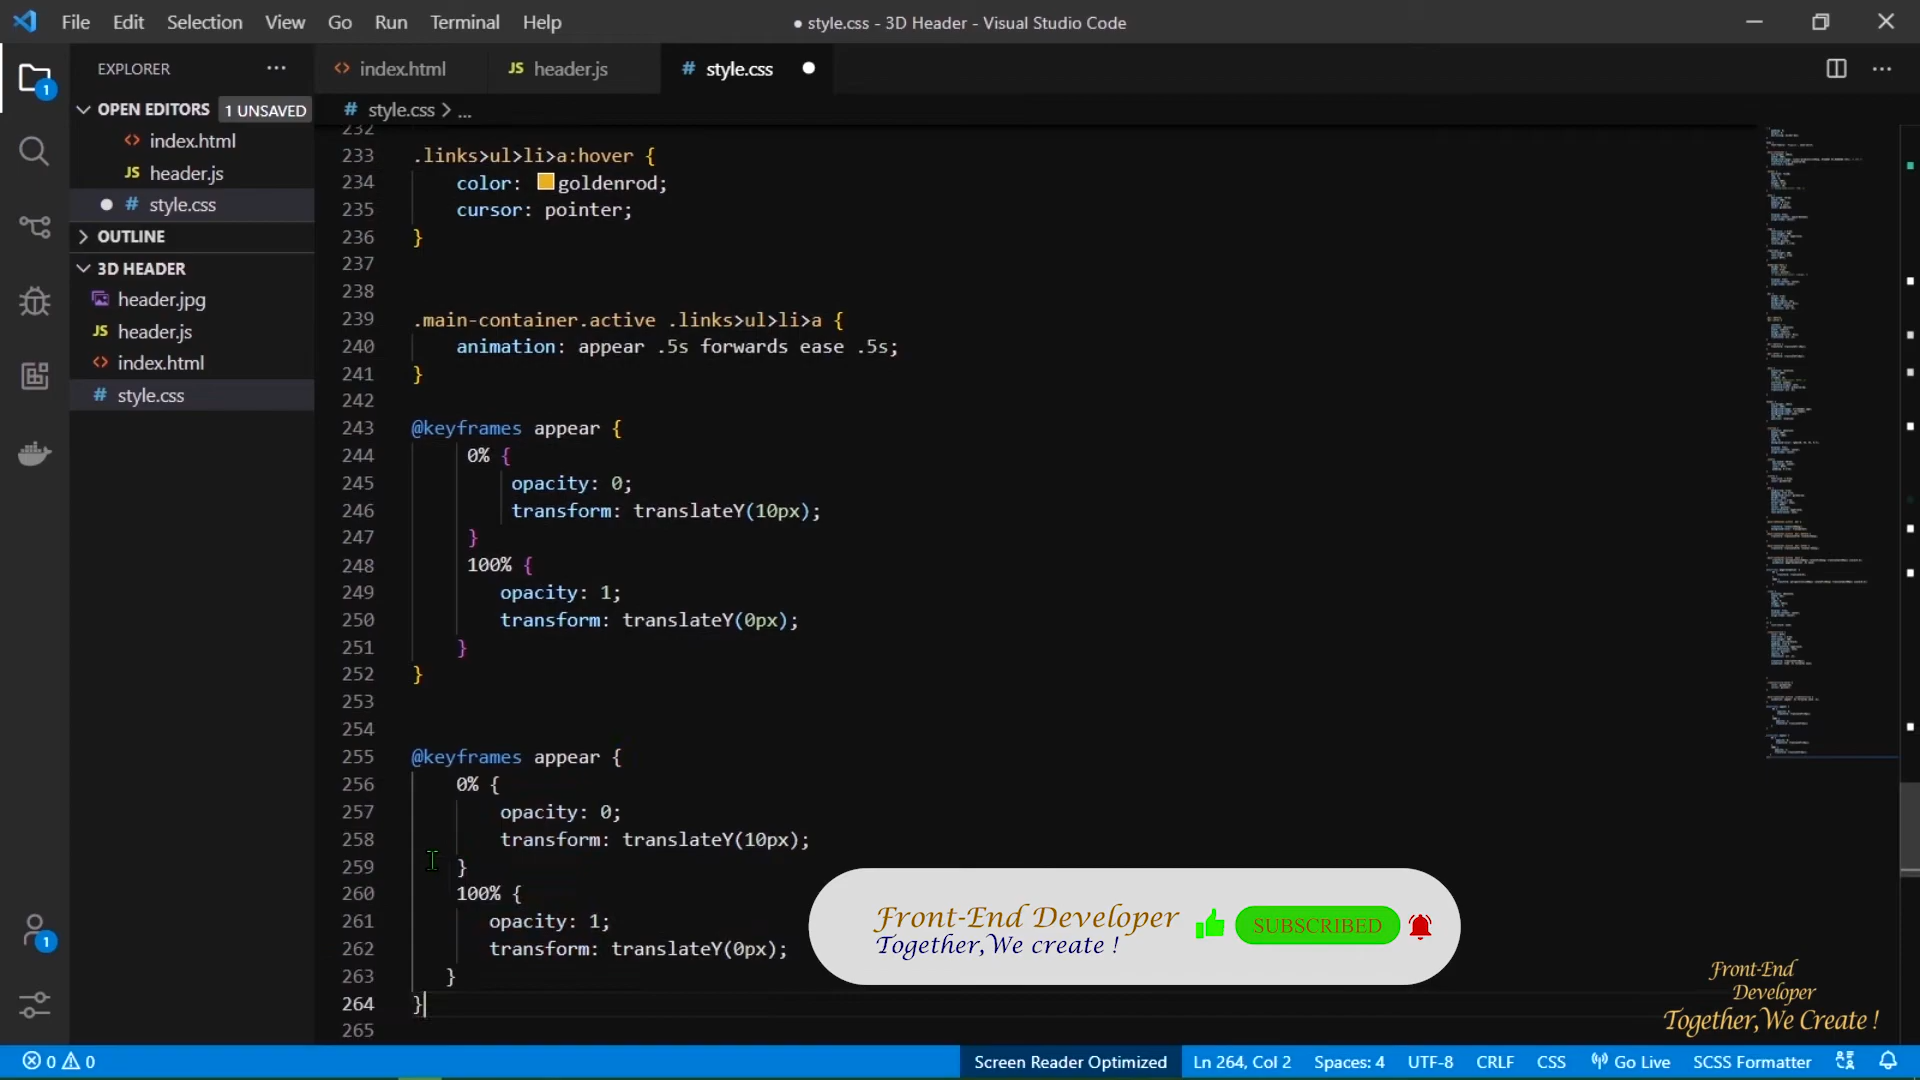 File Edit Selection View Go Run Terminal Help
● style.css - 3D Header - Visual Studio Code
EXPLORER
index.html
JS header.js
# style.css
1
OPEN EDITORS 1 UNSAVED
index.html
JS header.js
# style.css
OUTLINE
3D HEADER
header.jpg
JS header.js
index.html
# style.css
1
# style.css > ...
232
233 .links>ul>li>a:hover {
234 color: goldenrod;
235 cursor: pointer;
236 }
237
238
239 .main-container.active .links>ul>li>a {
240 animation: appear .5s forwards ease .5s;
241 }
242
243 @keyframes appear {
244 0% {
245 opacity: 0;
246 transform: translateY(10px);
247 }
248 100% {
249 opacity: 1;
250 transform: translateY(0px);
251 }
252 }
253
254
255 @keyframes appear {
256 0% {
257 opacity: 0;
258 transform: translateY(10px);
259 }
260 100% {
261 opacity: 1;
262 transform: translateY(0px);
263 }
264 }
265
Front-End Developer
Together,We create !
SUBSCRIBED
Front-End
Developer
Together,We Create !
0 0
Screen Reader Optimized Ln 264, Col 2 Spaces: 4 UTF-8 CRLF CSS Go Live SCSS Formatter